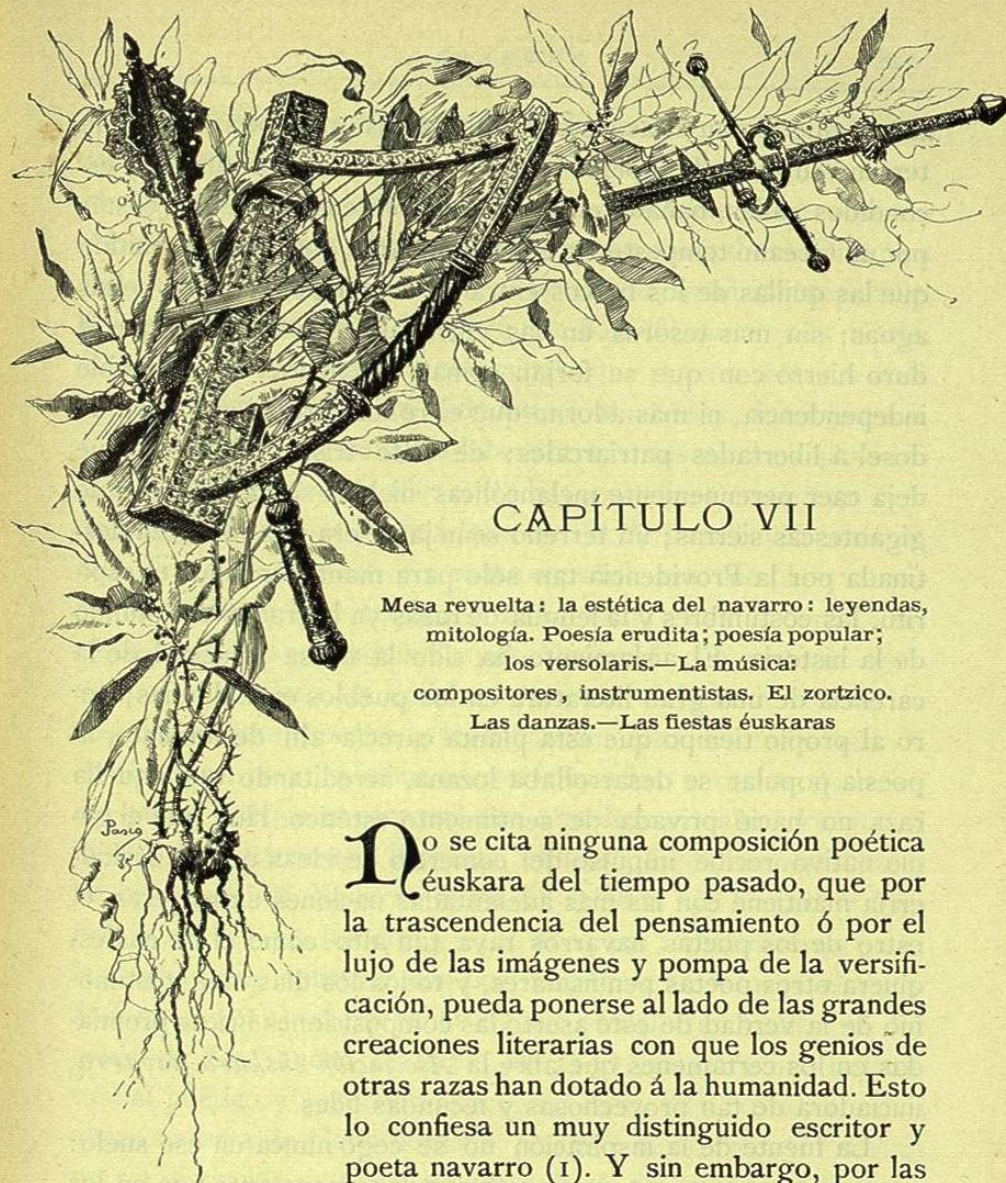 CAPÍTULO VII
Mesa revuelta: la estética del navarro: leyendas,
mitología. Poesía erudita; poesía popular;
los versolaris.—La música:
compositores, instrumentistas. El zortzico.
Las danzas.—Las fiestas éuskaras
No se cita ninguna composición poética
éuskara del tiempo pasado, que por
la trascendencia del pensamiento ó por el
lujo de las imágenes y pompa de la versifi-
cación, pueda ponerse al lado de las grandes
creaciones literarias con que los genios de
otras razas han dotado á la humanidad. Esto
lo confiesa un muy distinguido escritor y
poeta navarro (1). Y sin embargo, por las